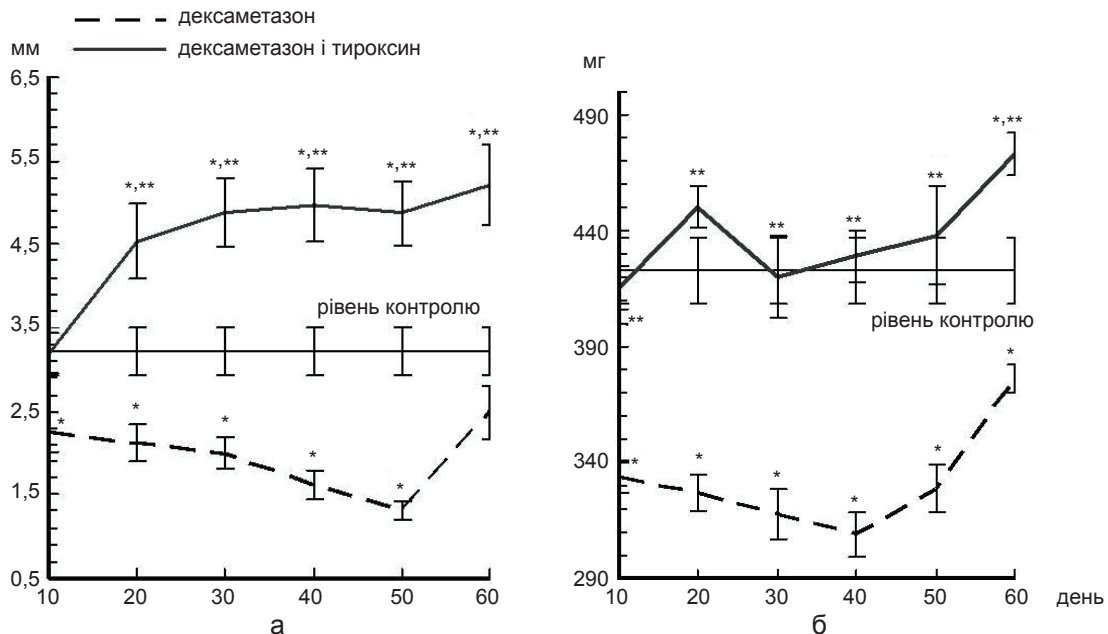 дексаметазон
дексаметазон і тироксин
мм
6,5
5,5
4,5
3,5
2,5
1,5
0,5
10 20 30 40 50 60
*,** *,** *,** *,** *,**
рівень контролю
* * * * *
а
мг
490
440
390
340
290
10 20 30 40 50 60 день
** ** ** ** ** *,**
рівень контролю
* * * * * *
б